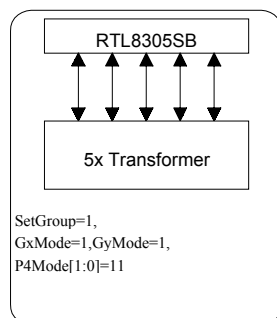 RTL8305SB
5x Transformer
SetGroup=1,
GxMode=1,GyMode=1,
P4Mode[1:0]=11